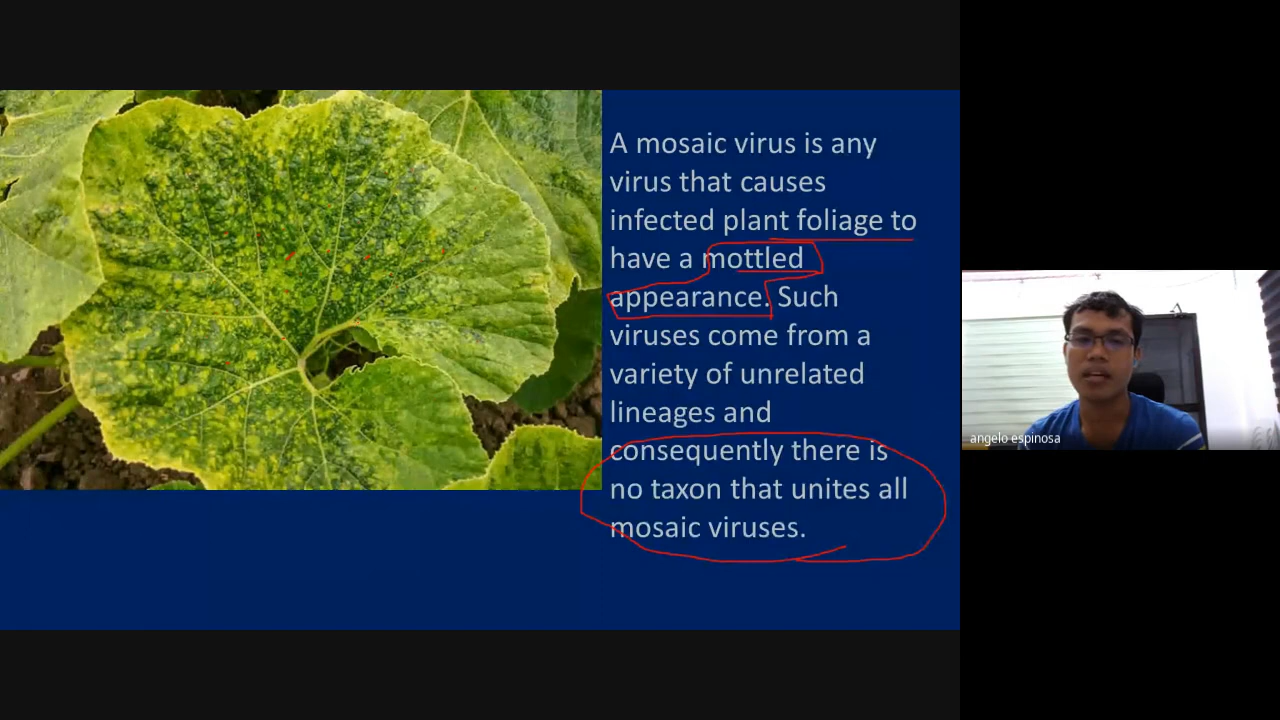 A mosaic virus is any
virus that causes
infected plant foliage to
have a mottled
appearance. Such
viruses come from a
variety of unrelated
lineages and
consequently there is
no taxon that unites all
mosaic viruses.
angelo espinosa